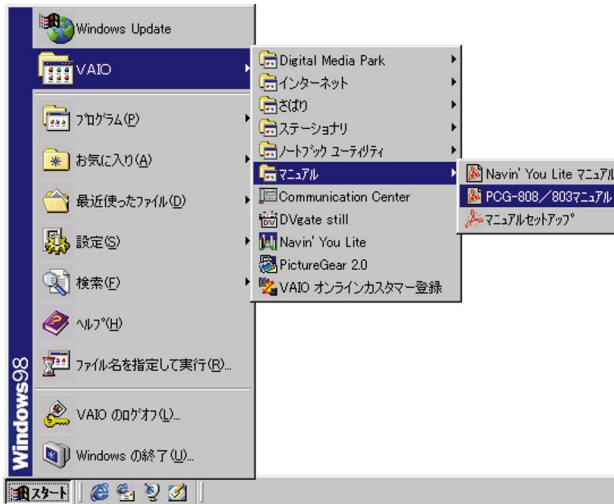 Windows Update
VAIO
プログラム(P)
お気に入り(A)
最近使ったファイル(D)
設定(S)
検索(F)
ヘルプ(H)
ファイル名を指定して実行(R)...
VAIO のログオフ(L)...
Windows の終了(U)...
Windows98
スタート
Digital Media Park
インターネット
さぱり
ステーショナリ
ノートブック ユーティリティ
マニュアル
Communication Center
DVgate still
Navin' You Lite
PictureGear 2.0
VAIO オンラインカスタマー登録
Navin' You Lite マニュアル
PCG-808／803マニュアル
マニュアルセットアップ